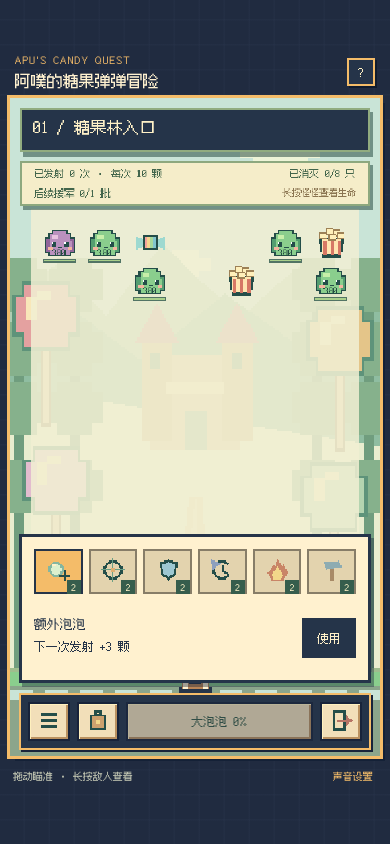 APU'S CANDY QUEST
阿噗的糖果弹弹冒险
?
01 / 糖果林入口
已发射 0 次 · 每次 10 颗
已消灭 0/8 只
后续援军 0/1 批
长按怪怪查看生命
2 2 2 2 2 2
额外泡泡
下一次发射 +3 颗
使用
大泡泡 0%
拖动瞄准 · 长按敌人查看
声音设置